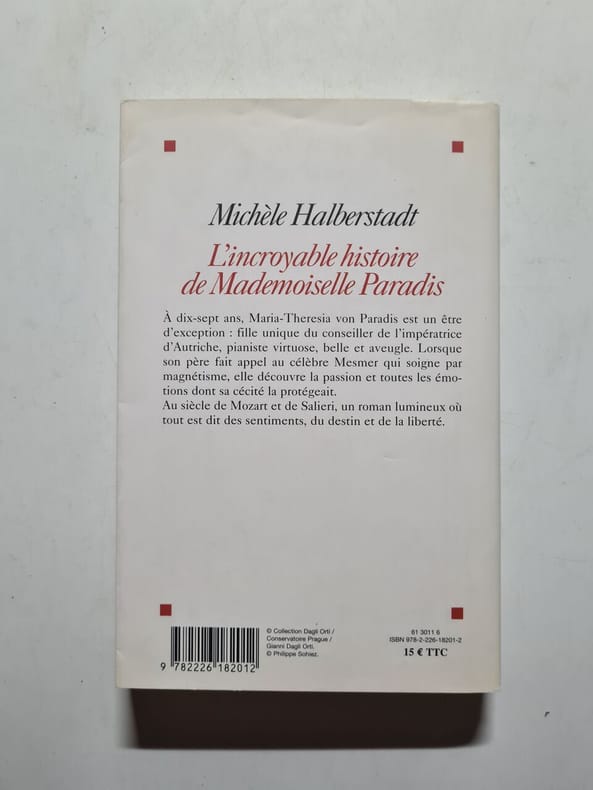 Michèle Halberstadt
L'incroyable histoire
de Mademoiselle Paradis
À dix-sept ans, Maria-Theresia von Paradis est un être
d'exception : fille unique du conseiller de l'impératrice
d'Autriche, pianiste virtuose, belle et aveugle. Lorsque
son père fait appel au célèbre Mesmer qui soigne par
magnétisme, elle découvre la passion et toutes les émo-
tions dont sa cécité la protégeait.
Au siècle de Mozart et de Salieri, un roman lumineux où
tout est dit des sentiments, du destin et de la liberté.
9 782226 182012
© Collection Dagli Orti /
Conservatoire Prague /
Gianni Dagli Orti.
© Philippe Sohiez.
61 3011 6
ISBN 978-2-226-18201-2
15 € TTC